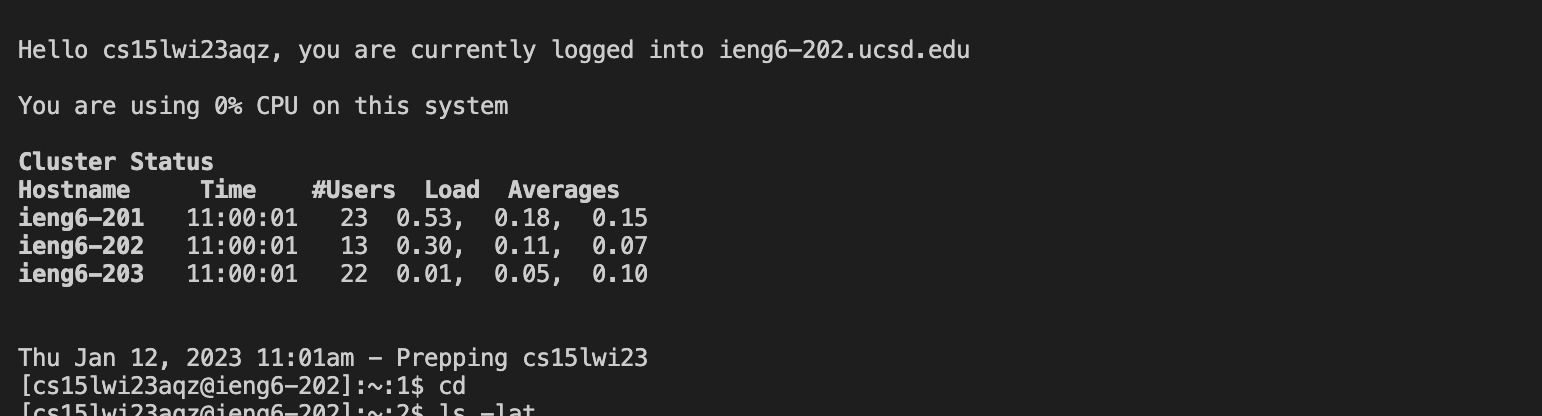 Hello cs15lwi23aqz, you are currently logged into ieng6-202.ucsd.edu
You are using 0% CPU on this system
Cluster Status
Hostname     Time    #Users  Load  Averages
ieng6-201   11:00:01   23  0.53,  0.18,  0.15
ieng6-202   11:00:01   13  0.30,  0.11,  0.07
ieng6-203   11:00:01   22  0.01,  0.05,  0.10
Thu Jan 12, 2023 11:01am - Prepping cs15lwi23
[cs15lwi23aqz@ieng6-202]:~:1$ cd
[cs15lwi23aqz@ieng6-202]:~:2$ ls -lat